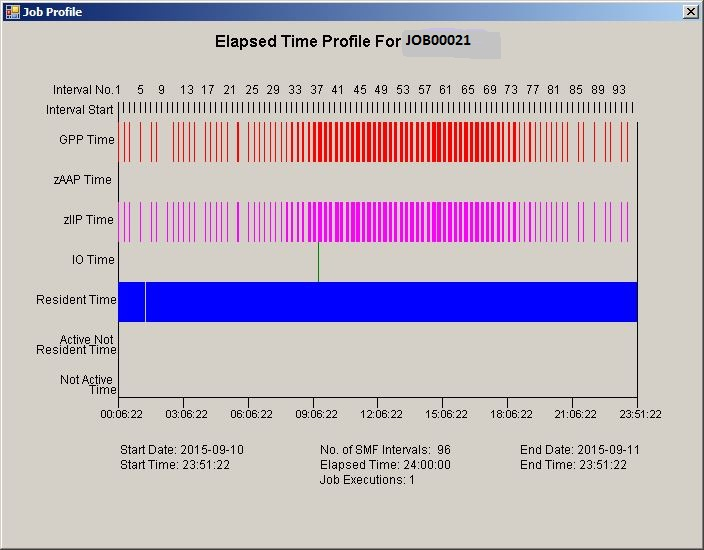 Job Profile
Elapsed Time Profile For JOB00021
Interval No. 1 5 9 13 17 21 25 29 33 37 41 45 49 53 57 61 65 69 73 77 81 85 89 93
Interval Start
GPP Time
zAAP Time
zIIP Time
IO Time
Resident Time
Active Not
Resident Time
Not Active
Time
00:06:22 03:06:22 06:06:22 09:06:22 12:06:22 15:06:22 18:06:22 21:06:22 23:51:22
Start Date: 2015-09-10 No. of SMF Intervals: 96 End Date: 2015-09-11
Start Time: 23:51:22 Elapsed Time: 24:00:00 End Time: 23:51:22
Job Executions: 1